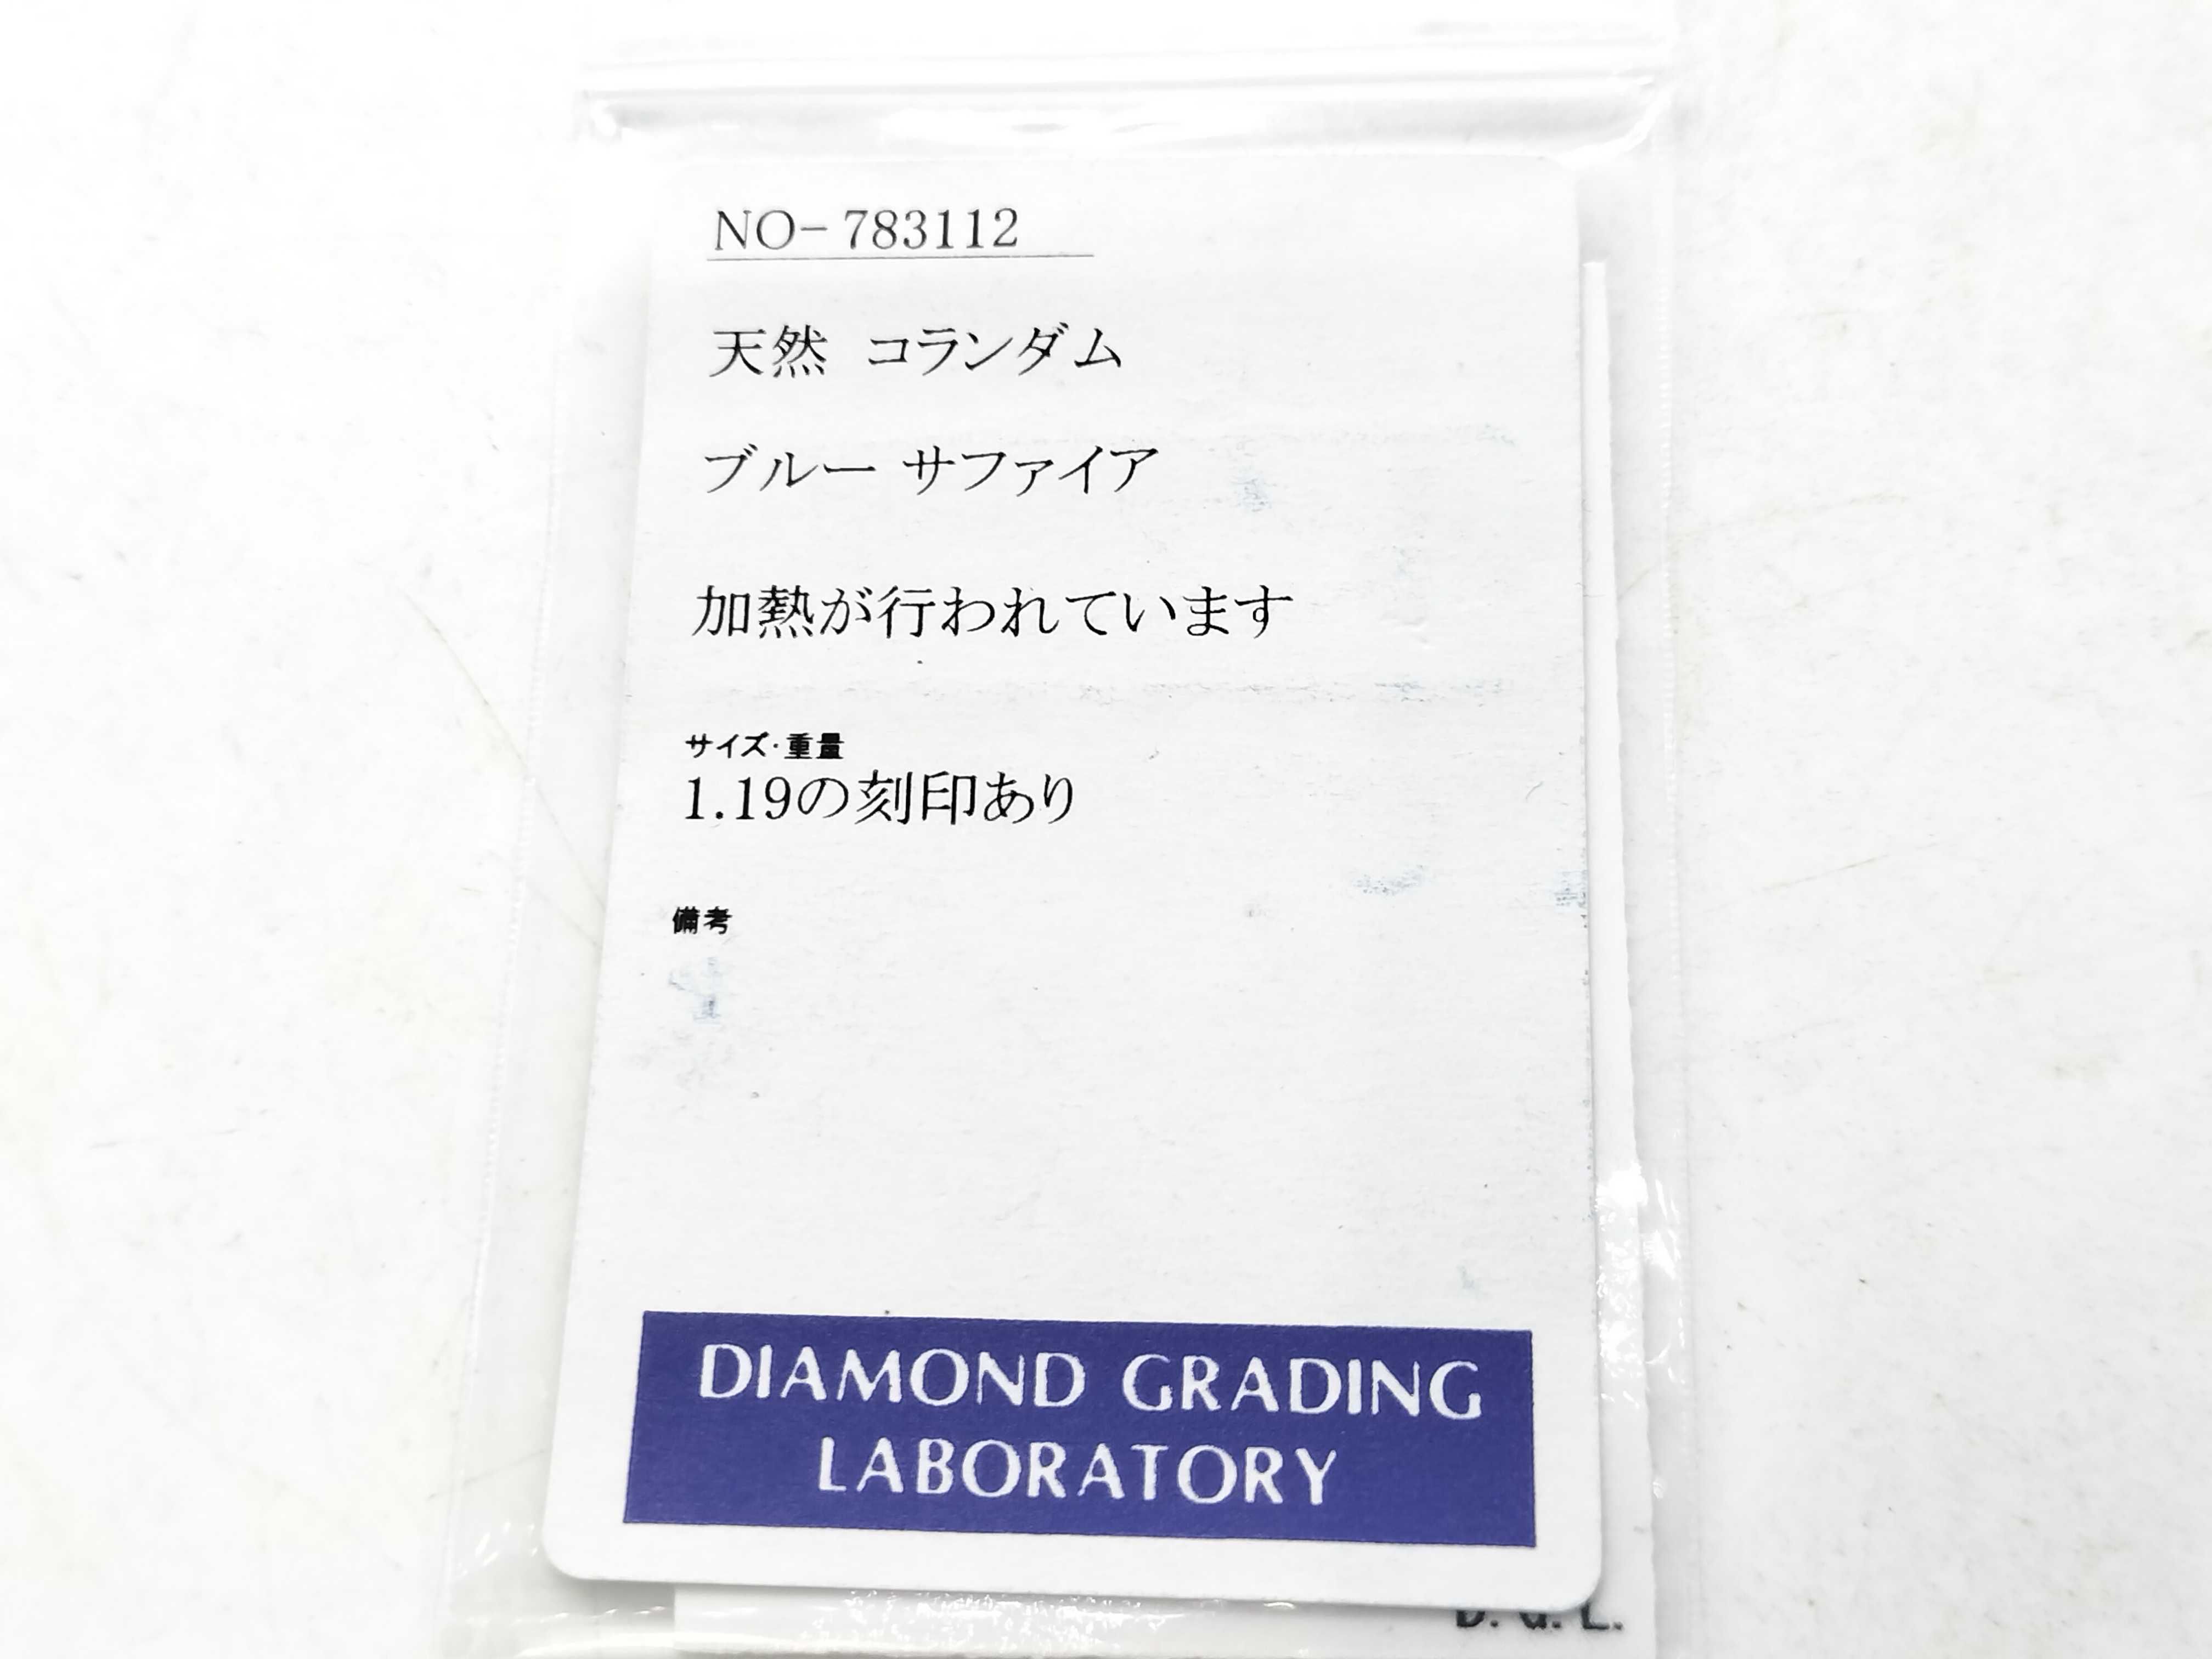 NO-783112
天然 コランダム
ブルー サファイア
加熱が行われています
サイズ·重量
1.19の刻印あり
備考
DIAMOND GRADING
LABORATORY
D. G. L.